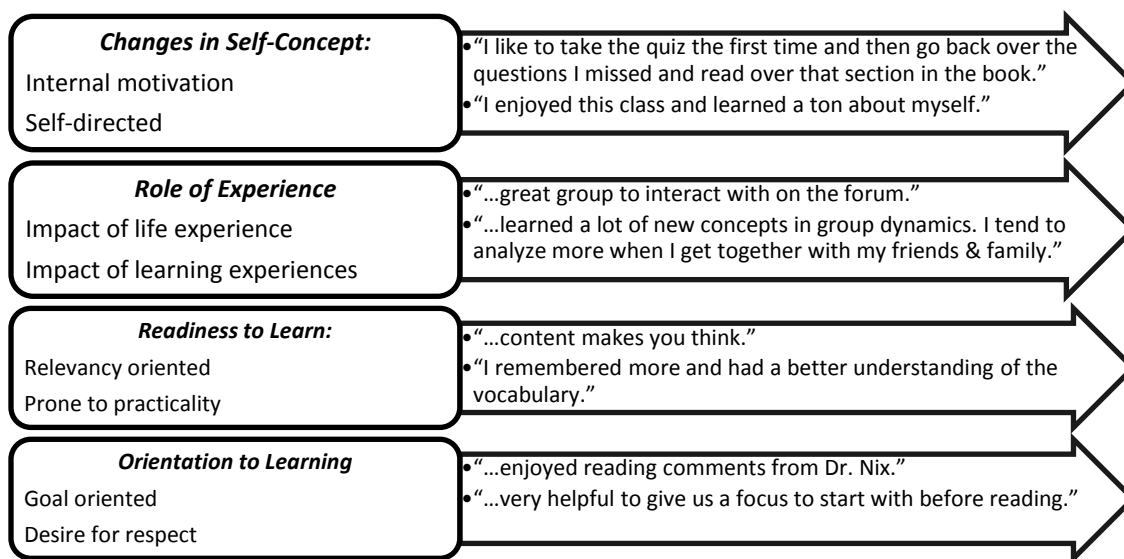 Changes in Self-Concept:
Internal motivation
Self-directed
•“I like to take the quiz the first time and then go back over the
questions I missed and read over that section in the book.”
•“I enjoyed this class and learned a ton about myself.”
Role of Experience
Impact of life experience
Impact of learning experiences
•“...great group to interact with on the forum.”
•“...learned a lot of new concepts in group dynamics. I tend to
analyze more when I get together with my friends & family.”
Readiness to Learn:
Relevancy oriented
Prone to practicality
•“...content makes you think.”
•“I remembered more and had a better understanding of the
vocabulary.”
Orientation to Learning
Goal oriented
Desire for respect
•“...enjoyed reading comments from Dr. Nix.”
•“...very helpful to give us a focus to start with before reading.”